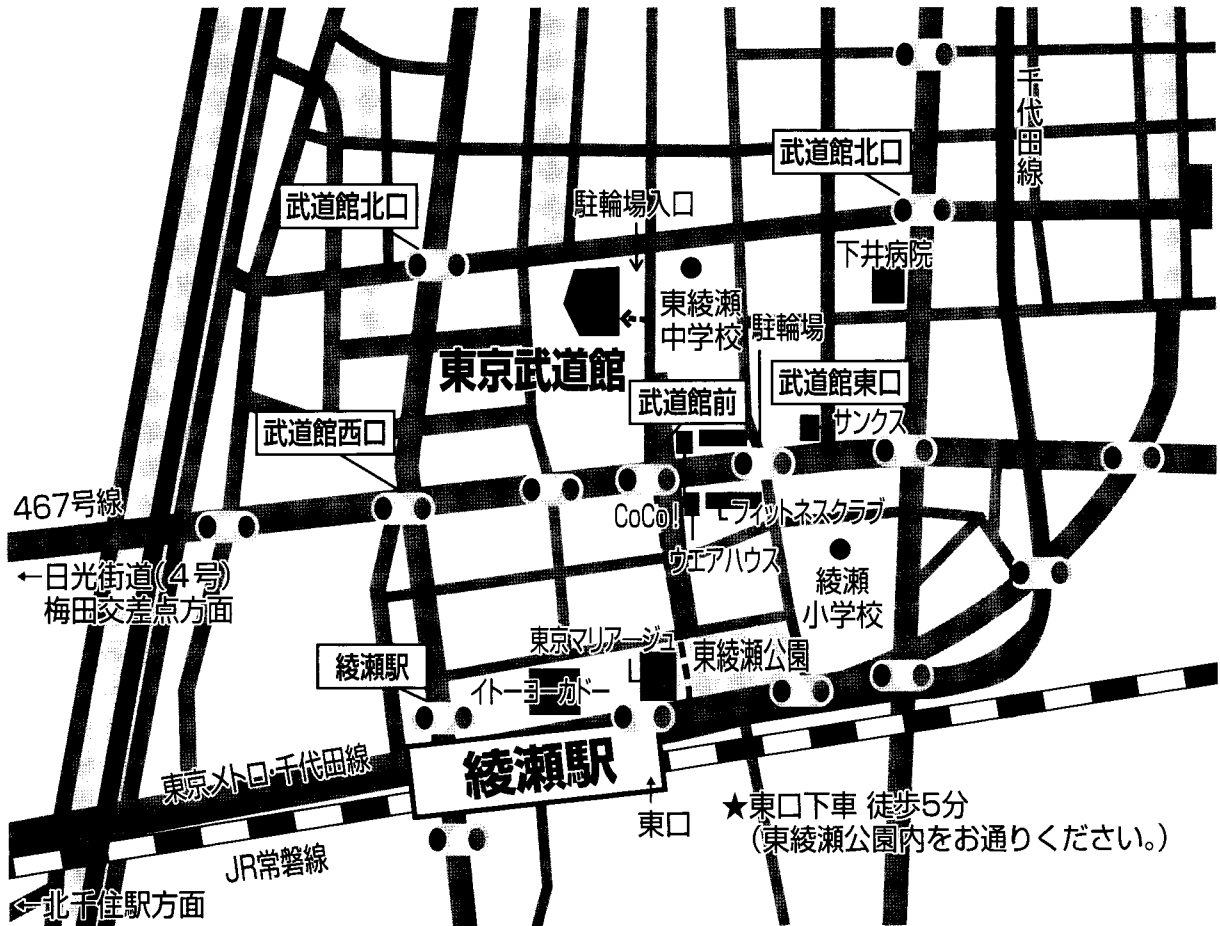 千代田線
武道館北口
武道館北口
駐輪場入口
下井病院
東綾瀬
中学校
駐輪場
東京武道館
武道館東口
武道館前
サンクス
武道館西口
467号線
CoCo!
フィットネスクラブ
ウエアハウス
←日光街道(4号)
梅田交差点方面
綾瀬
小学校
東京マリアージュ
東綾瀬公園
綾瀬駅
イトーヨーカドー
綾瀬駅
東京メトロ・千代田線
東口
★東口下車 徒歩5分
(東綾瀬公園内をお通りください。)
JR常磐線
←北千住駅方面